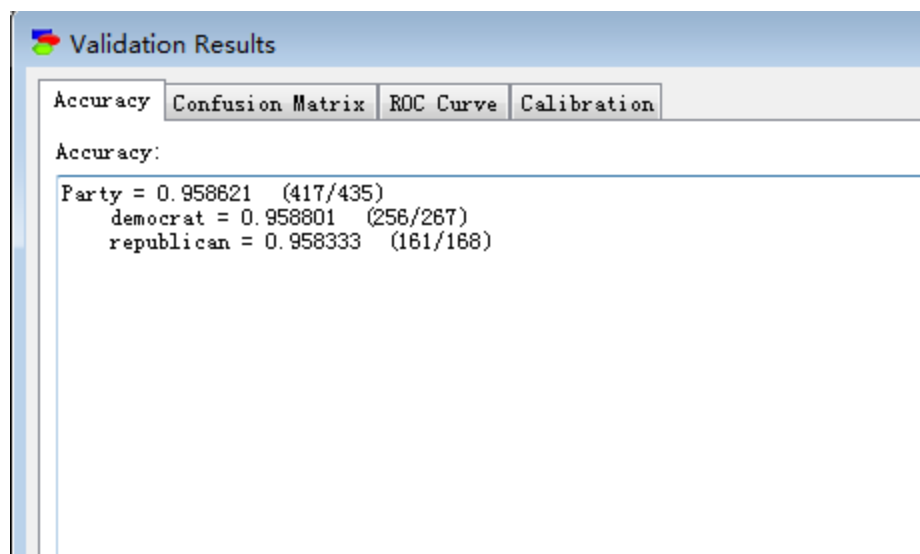 Validation Results
Accuracy Confusion Matrix ROC Curve Calibration
Accuracy:
Party = 0.958621 (417/435)
democrat = 0.958801 (256/267)
republican = 0.958333 (161/168)